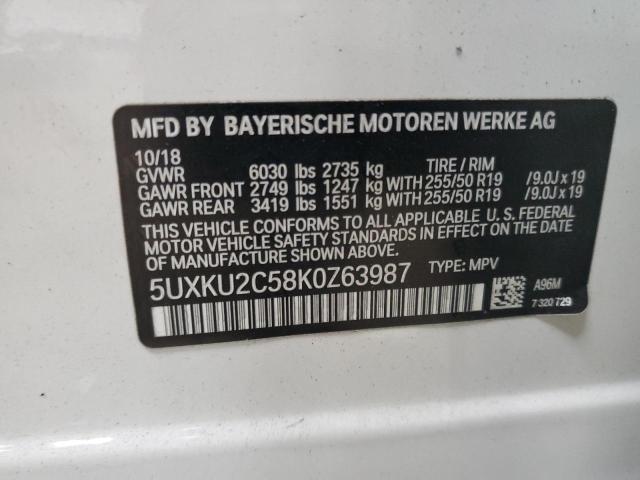 MFD BY BAYERISCHE MOTOREN WERKE AG
10/18
GVWR 6030 lbs 2735 kg TIRE / RIM
GAWR FRONT 2749 lbs 1247 kg WITH 255/50 R19 /9.0J x 19
GAWR REAR 3419 lbs 1551 kg WITH 255/50 R19 /9.0J x 19
THIS VEHICLE CONFORMS TO ALL APPLICABLE U. S. FEDERAL
MOTOR VEHICLE SAFETY STANDARDS IN EFFECT ON THE DATE
OF MANUFACTURE SHOWN ABOVE.
5UXKU2C58K0Z63987 TYPE: MPV
A96M
7 320 729